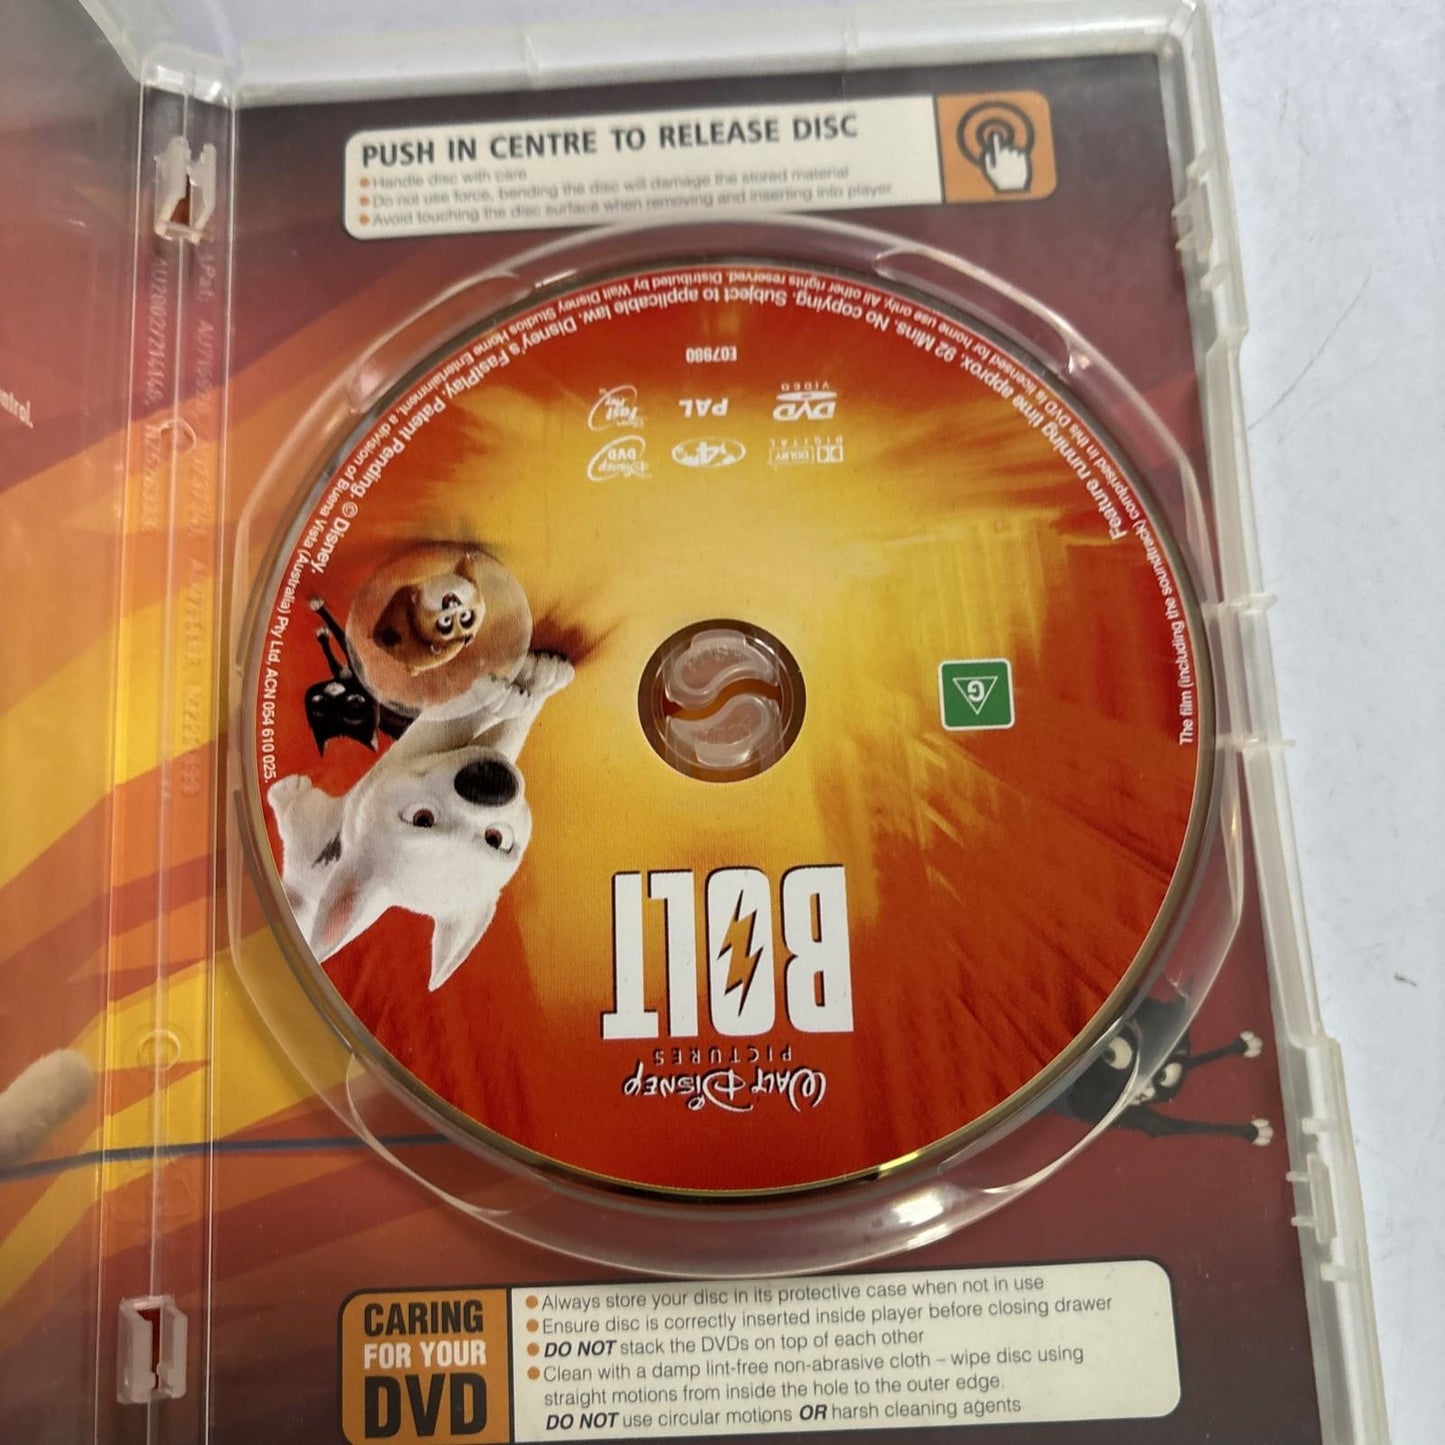 PUSH IN CENTRE TO RELEASE DISC
Handle disc with care
Do not use force, bending the disc will damage the stored material
Avoid touching the disc surface when removing and inserting into player
WALT DISNEY
PICTURES
BOLT
G
DOLBY
DIGITAL
4
Disney
DVD
DVD
VIDEO
PAL
Disney
Fast
Play
E07980
Feature running time approx. 92 Mins. No copying. Subject to applicable law. Disney's FastPlay, Patent Pending. © Disney.
The film (including the soundtrack) comprised in this DVD is licensed for home use only. All other rights reserved. Distributed by Walt Disney Studios Home Entertainment a division of Buena Vista (Australia) Pty Ltd, ACN 054 610 025.
CARING
FOR YOUR
DVD
Always store your disc in its protective case when not in use
Ensure disc is correctly inserted inside player before closing drawer
DO NOT stack the DVDs on top of each other
Clean with a damp lint-free non-abrasive cloth – wipe disc using
straight motions from inside the hole to the outer edge.
DO NOT use circular motions OR harsh cleaning agents